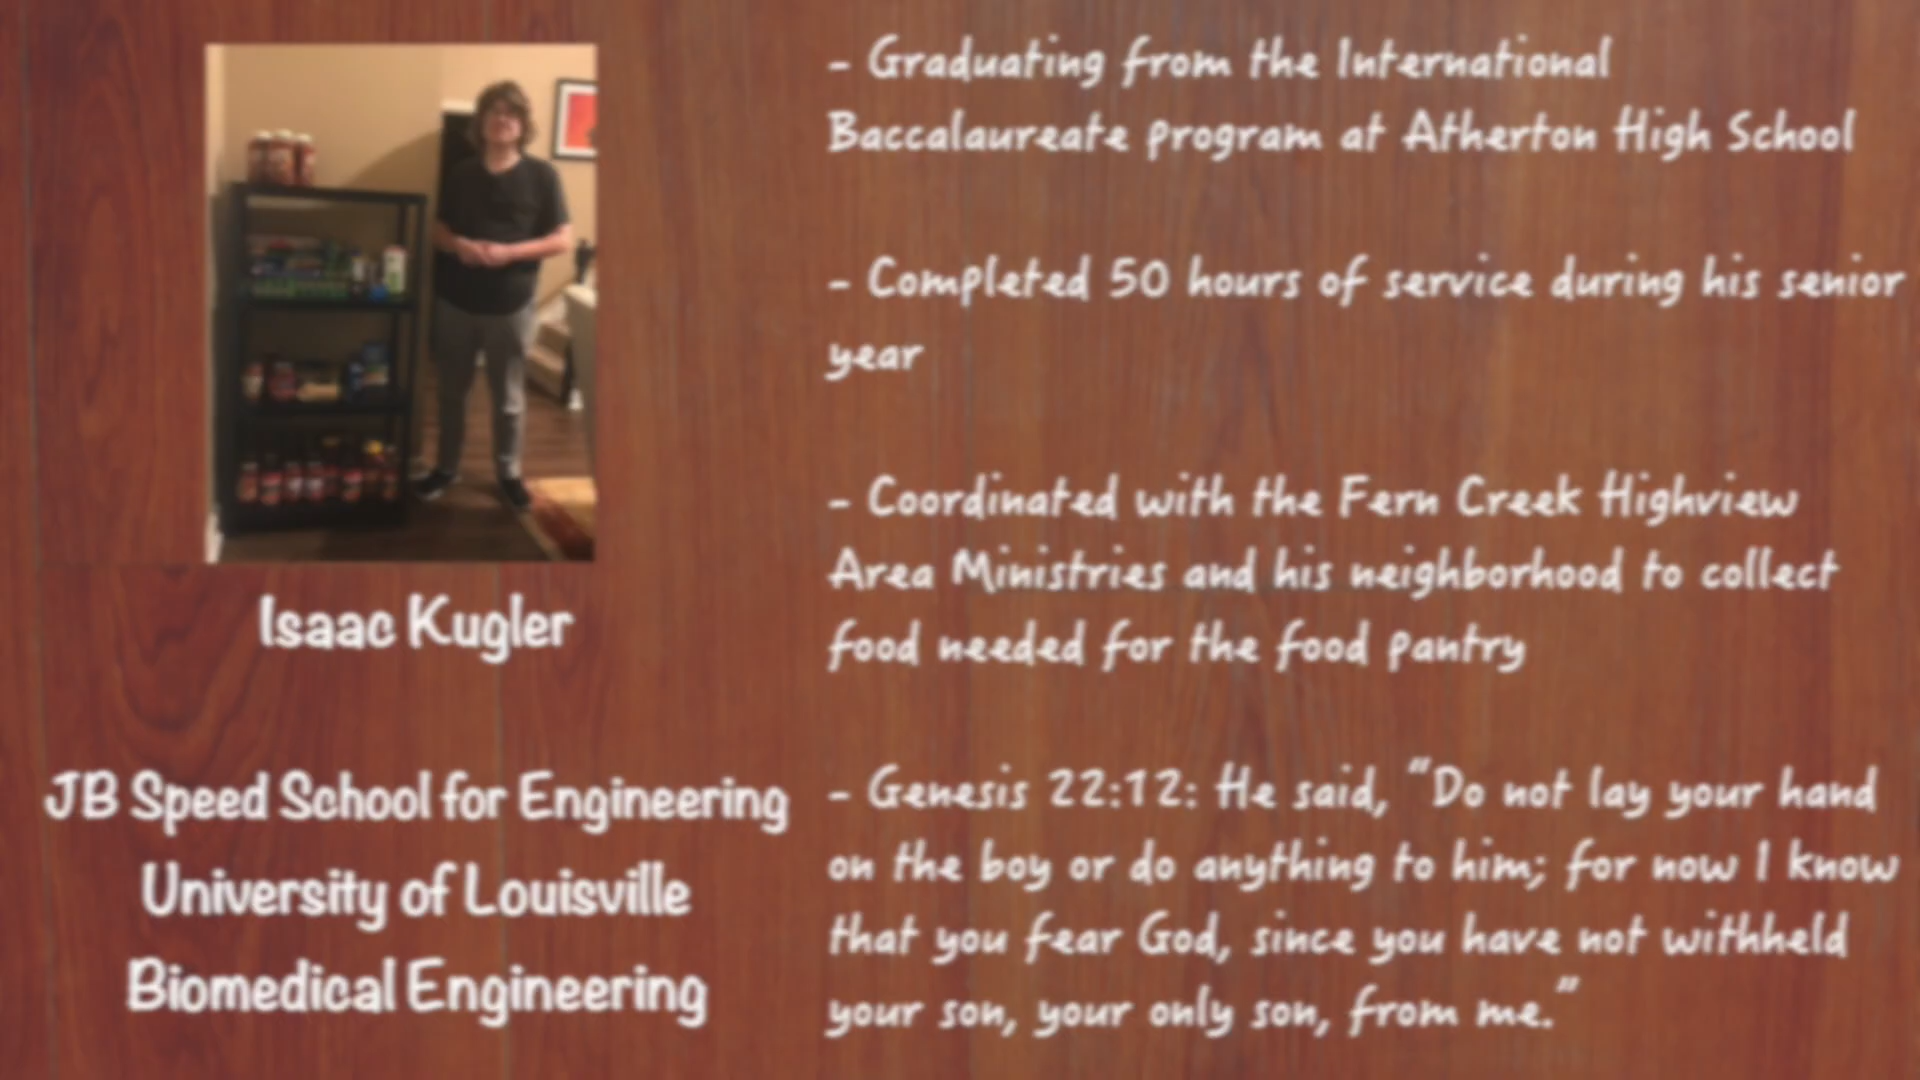 Isaac Kugler
JB Speed School for Engineering
University of Louisville
Biomedical Engineering
- Graduating from the International
Baccalaureate program at Atherton High School
- Completed 50 hours of service during his senior
year
- Coordinated with the Fern Creek Highview
Area Ministries and his neighborhood to collect
food needed for the food pantry
- Genesis 22:12: He said, “Do not lay your hand
on the boy or do anything to him; for now I know
that you fear God, since you have not withheld
your son, your only son, from me.”